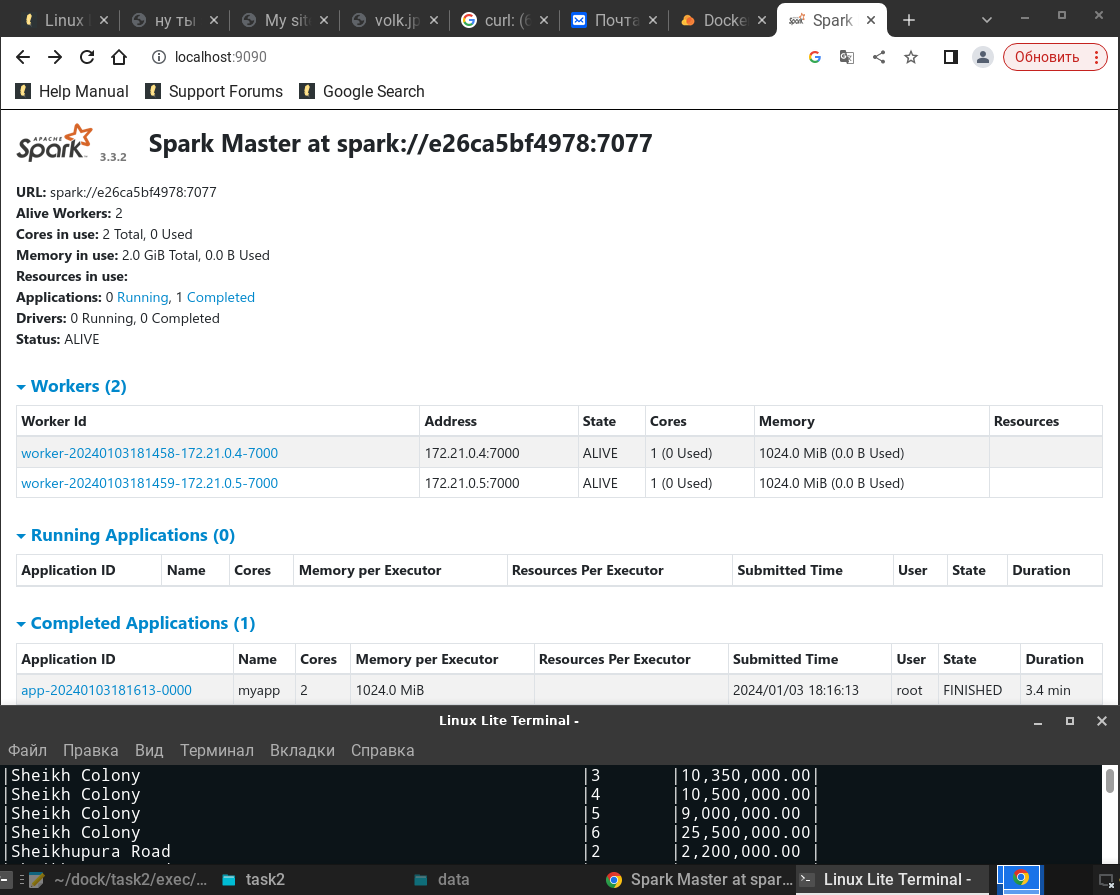 Linux ну ты My site volk.jp curl: (6 Почта Docke Spark
localhost:9090 Обновить
Help Manual Support Forums Google Search
APACHE Spark 3.3.2 Spark Master at spark://e26ca5bf4978:7077
URL: spark://e26ca5bf4978:7077
Alive Workers: 2
Cores in use: 2 Total, 0 Used
Memory in use: 2.0 GiB Total, 0.0 B Used
Resources in use:
Applications: 0 Running, 1 Completed
Drivers: 0 Running, 0 Completed
Status: ALIVE
Workers (2)
Worker Id Address State Cores Memory Resources
worker-20240103181458-172.21.0.4-7000 172.21.0.4:7000 ALIVE 1 (0 Used) 1024.0 MiB (0.0 B Used)
worker-20240103181459-172.21.0.5-7000 172.21.0.5:7000 ALIVE 1 (0 Used) 1024.0 MiB (0.0 B Used)
Running Applications (0)
Application ID Name Cores Memory per Executor Resources Per Executor Submitted Time User State Duration
Completed Applications (1)
Application ID Name Cores Memory per Executor Resources Per Executor Submitted Time User State Duration
app-20240103181613-0000 myapp 2 1024.0 MiB 2024/01/03 18:16:13 root FINISHED 3.4 min
Linux Lite Terminal -
Файл Правка Вид Терминал Вкладки Справка
|Sheikh Colony |3 |10,350,000.00|
|Sheikh Colony |4 |10,500,000.00|
|Sheikh Colony |5 |9,000,000.00 |
|Sheikh Colony |6 |25,500,000.00|
|Sheikhupura Road |2 |2,200,000.00 |
~/dock/task2/exec/... task2 data Spark Master at spar... Linux Lite Terminal -